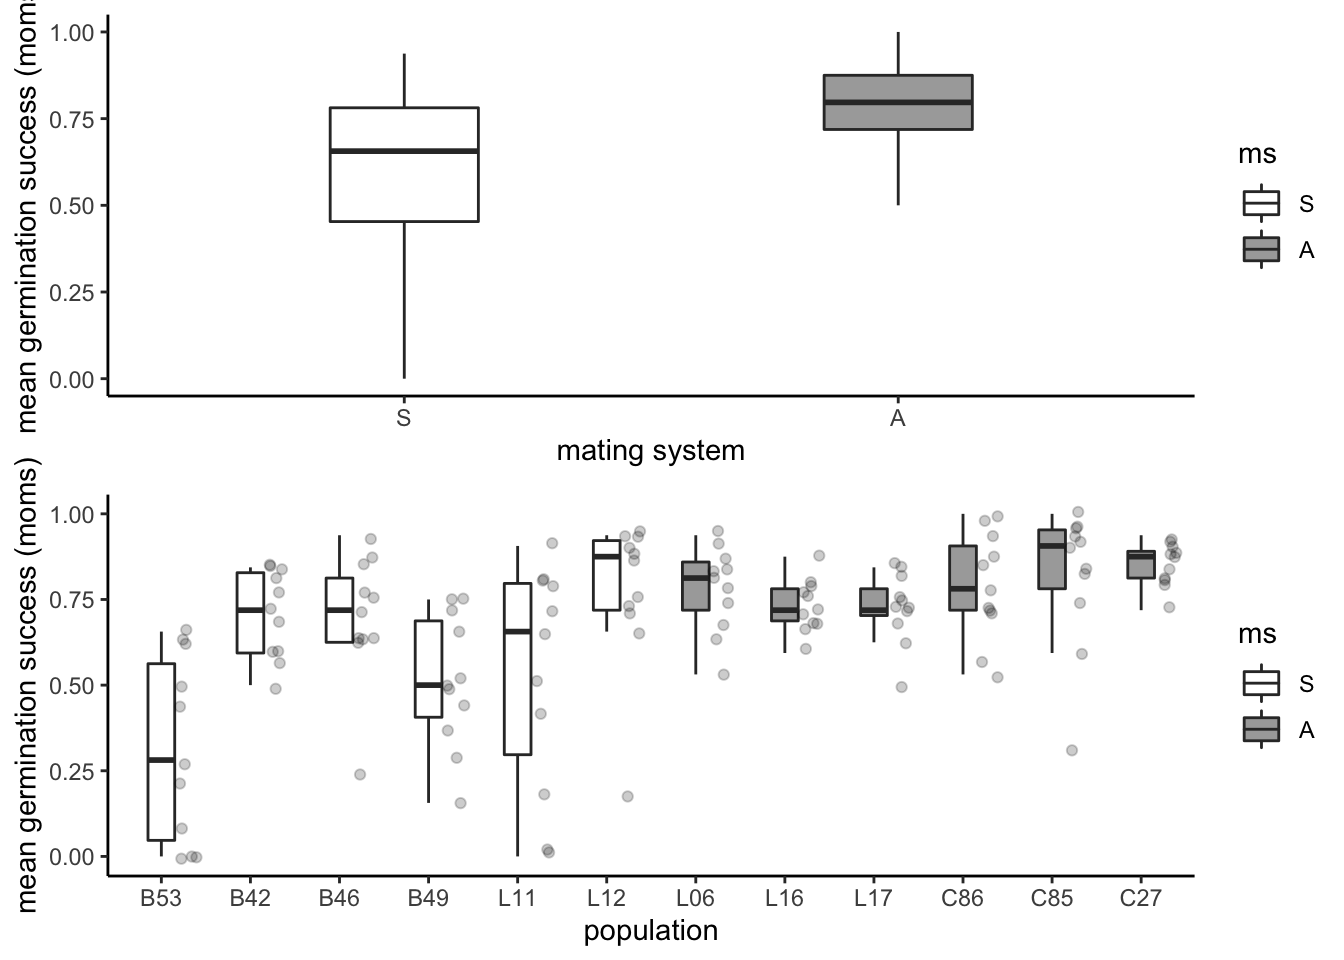 mean germination success (moms
1.00
0.75
0.50
0.25
0.00
S
A
mating system
ms
S
A
mean germination success (moms)
1.00
0.75
0.50
0.25
0.00
B53 B42 B46 B49 L11 L12 L06 L16 L17 C86 C85 C27
population
ms
S
A